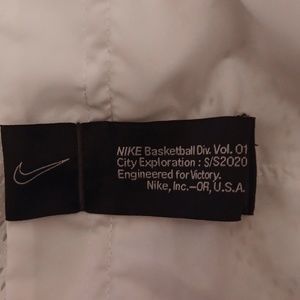 NIKE Basketball Div. Vol. 01
City Exploration : S/S2020
Engineered for Victory.
Nike, Inc.—OR, U.S.A.